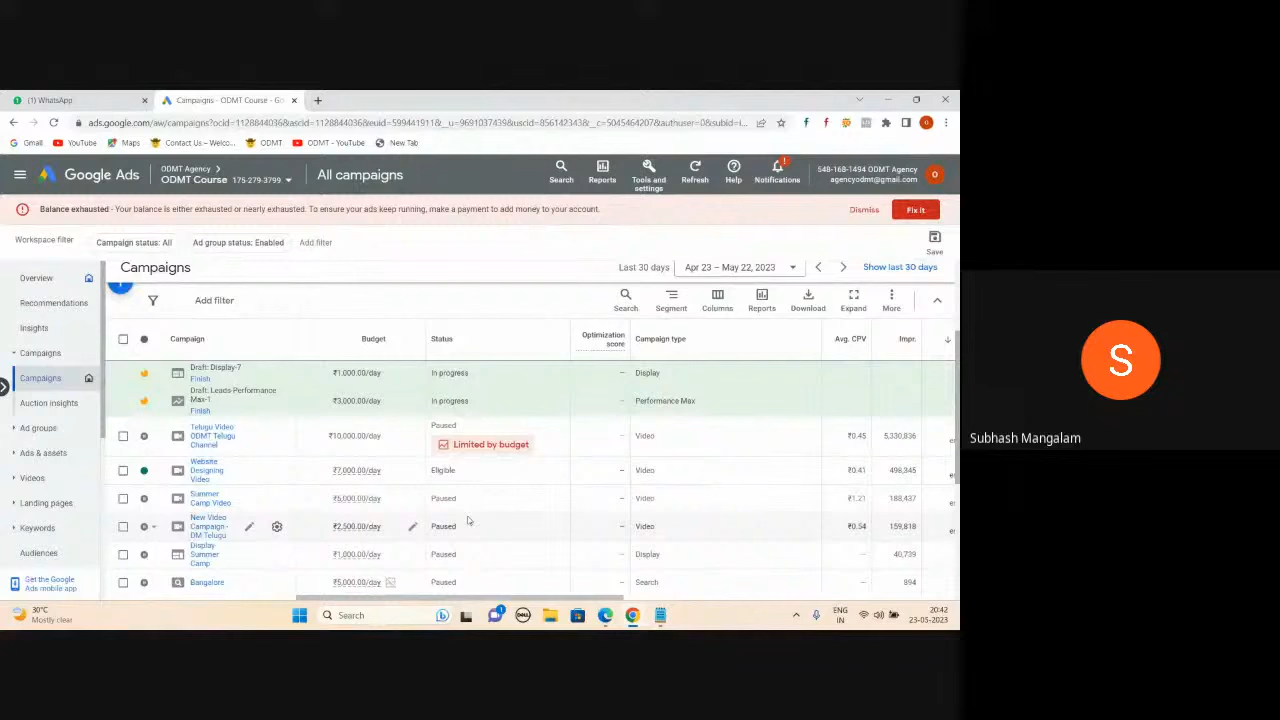 (1) WhatsApp
Campaigns - ODMT Course - Go
ads.google.com/aw/campaigns?ocid=1128844036&ascid=1128844036&euid=599441911&__u=9691037439&uscid=856142343&__c=5045464207&authuser=0&subid=i...
Gmail YouTube Maps Contact Us – Welco... ODMT ODMT - YouTube New Tab
Google Ads
ODMT Agency
ODMT Course 175-279-3799
All campaigns
Search
Reports
Tools and settings
Refresh
Help
Notifications
548-168-1494 ODMT Agency
agencyodmt@gmail.com
O
Balance exhausted - Your balance is either exhausted or nearly exhausted. To ensure your ads keep running, make a payment to add money to your account.
Dismiss
Fix it
Workspace filter
Campaign status: All
Ad group status: Enabled
Add filter
Save
Overview
Recommendations
Insights
Campaigns
Campaigns
Auction insights
Ad groups
Ads & assets
Videos
Landing pages
Keywords
Audiences
Get the Google
Ads mobile app
Campaigns
Last 30 days
Apr 23 – May 22, 2023
Show last 30 days
Add filter
Search
Segment
Columns
Reports
Download
Expand
More
Campaign Budget Status Optimization score Campaign type Avg. CPV Impr.
Draft: Display-7
Finish
₹1,000.00/day In progress – Display
Draft: Leads-Performance
Max-1
Finish
₹3,000.00/day In progress – Performance Max
Telugu Video
ODMT Telugu
Channel
₹10,000.00/day
Paused
Limited by budget
– Video ₹0.45 5,330,836
Website
Designing
Video
₹7,000.00/day Eligible – Video ₹0.41 498,345
Summer
Camp Video
₹5,000.00/day Paused – Video ₹1.21 188,437
New Video
Campaign -
DM Telugu
₹2,500.00/day Paused – Video ₹0.54 159,818
Display
Summer
Camp
₹1,000.00/day Paused – Display – 40,739
Bangalore ₹5,000.00/day Paused – Search – 894
30°C
Mostly clear
Search
ENG
IN
20:42
23-05-2023
S
Subhash Mangalam